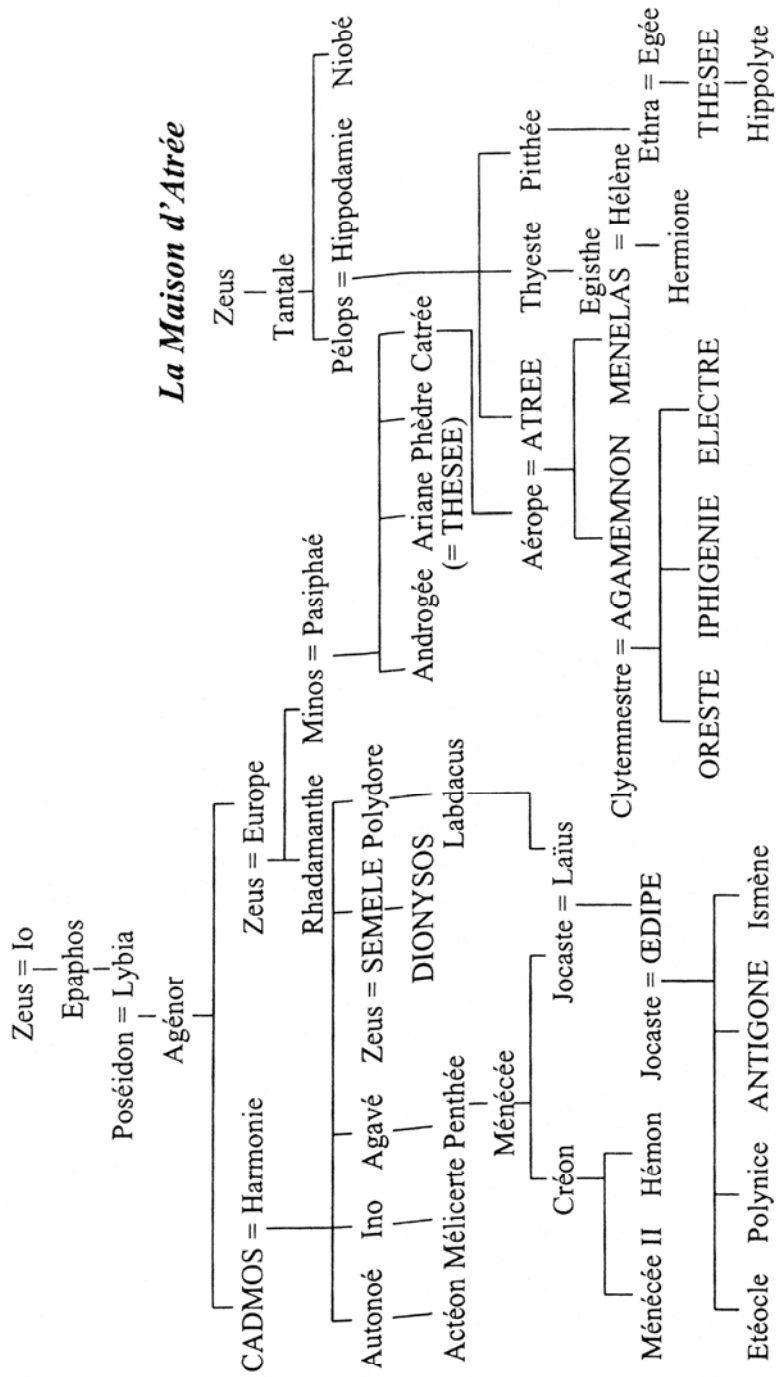 Zeus = Io
Epaphos
Poséidon = Lybia
Agénor
CADMOS = Harmonie
Zeus = Europe
Rhadamanthe
Minos = Pasiphaé
Autonoé Ino Agavé Zeus = SEMELE Polydore
Actéon Mélicerte Penthée
DIONYSOS
Labdacus
Ménécée
Créon
Jocaste = Laïus
Ménécée II Hémon
Jocaste = ŒDIPE
Etéocle Polynice ANTIGONE Ismène
La Maison d'Atrée
Zeus
Tantale
Pélops = Hippodamie Niobé
Androgée Ariane Phèdre Catrée
(= THESEE)
Aérope = ATREE
Thyeste Pitthée
Egisthe
Clytemnestre = AGAMEMNON MENELAS = Hélène
Ethra = Egée
Hermione
THESEE
Hippolyte
ORESTE IPHIGENIE ELECTRE